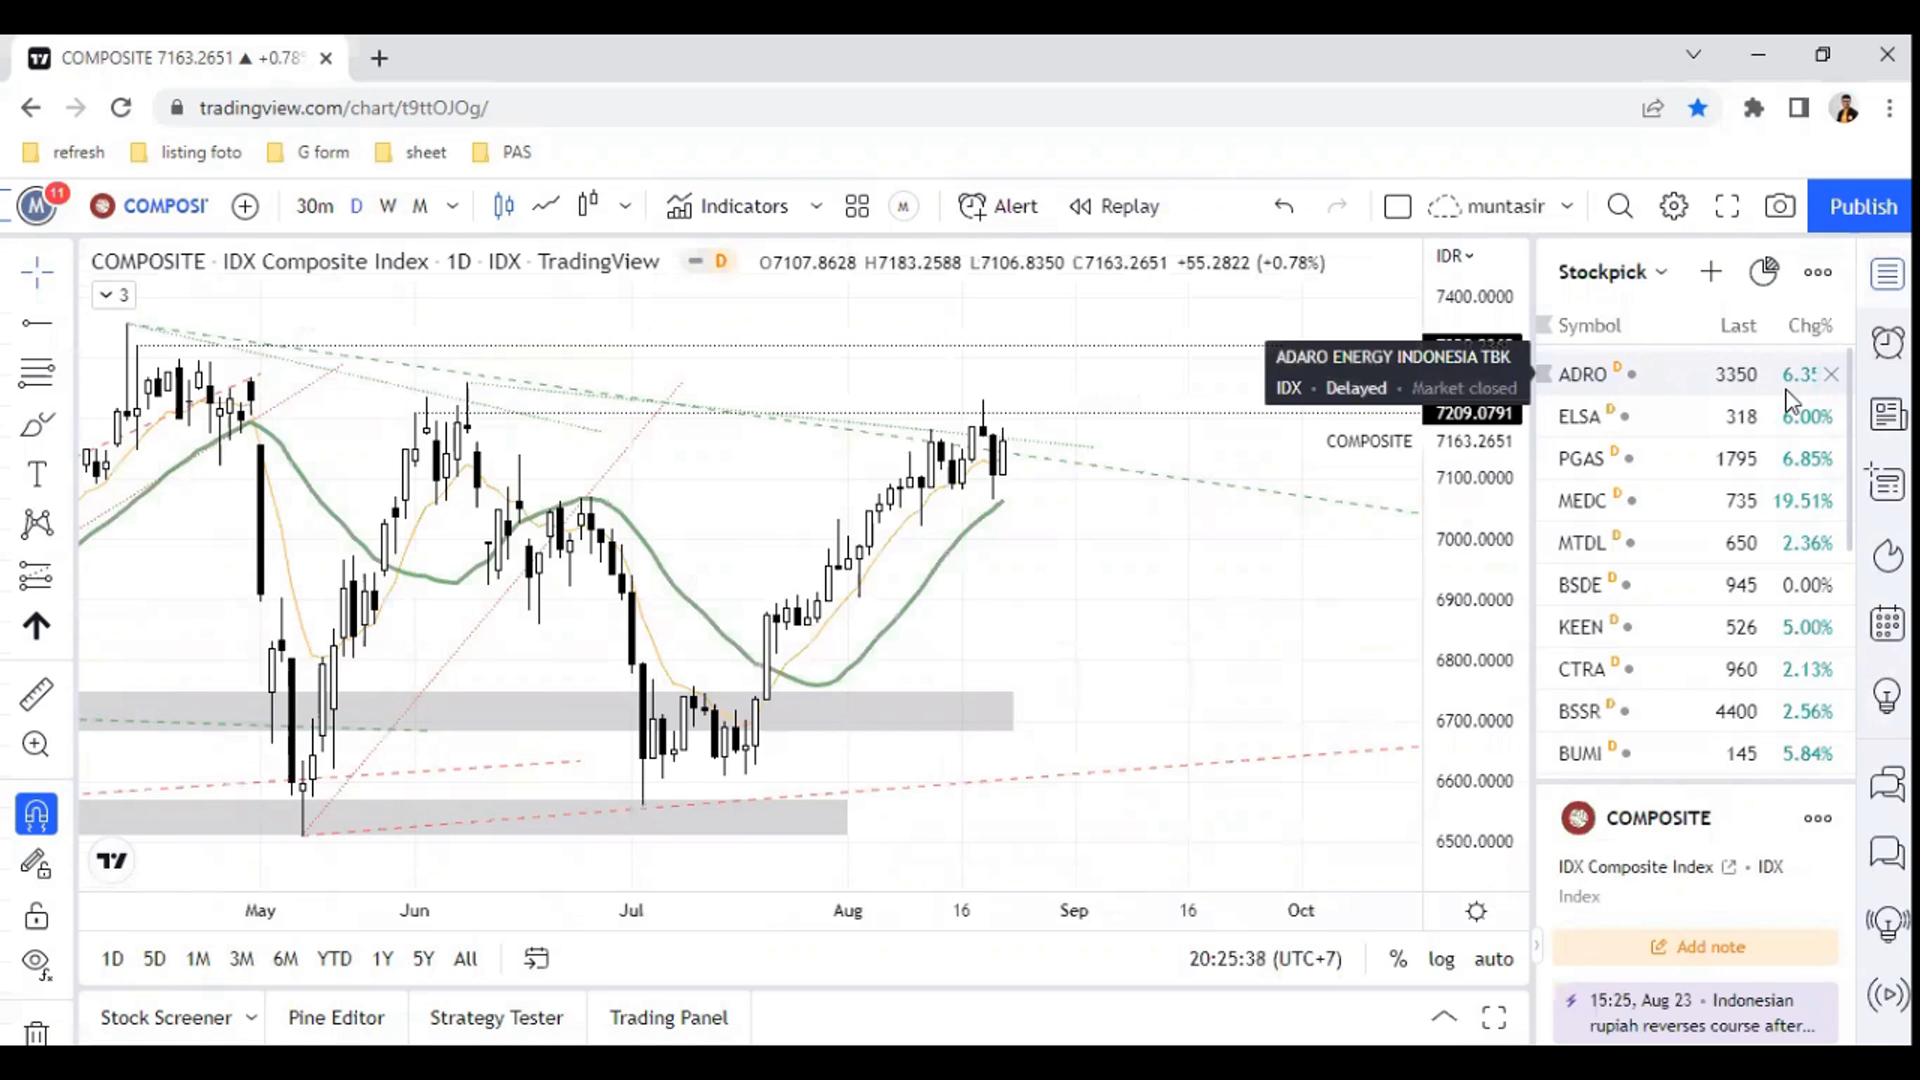 COMPOSITE 7163.2651 ▲ +0.78%
tradingview.com/chart/t9ttOJOg/
refresh listing foto G form sheet PAS
M 11 COMPOSI 30m D W M Indicators M Alert Replay muntasir Publish
COMPOSITE · IDX Composite Index · 1D · IDX · TradingView D O7107.8628 H7183.2588 L7106.8350 C7163.2651 +55.2822 (+0.78%)
3
IDR
7400.0000
7209.0791
COMPOSITE 7163.2651
7100.0000
7000.0000
6900.0000
6800.0000
6700.0000
6600.0000
6500.0000
ADARO ENERGY INDONESIA TBK
IDX · Delayed · Market closed
May Jun Jul Aug 16 Sep 16 Oct
1D 5D 1M 3M 6M YTD 1Y 5Y All
20:25:38 (UTC+7) % log auto
Stock Screener Pine Editor Strategy Tester Trading Panel
Stockpick
Symbol Last Chg%
ADRO D 3350 6.35
ELSA D 318 6.00%
PGAS D 1795 6.85%
MEDC D 735 19.51%
MTDL D 650 2.36%
BSDE D 945 0.00%
KEEN D 526 5.00%
CTRA D 960 2.13%
BSSR D 4400 2.56%
BUMI D 145 5.84%
COMPOSITE
IDX Composite Index · IDX
Index
Add note
15:25, Aug 23 · Indonesian
rupiah reverses course after...